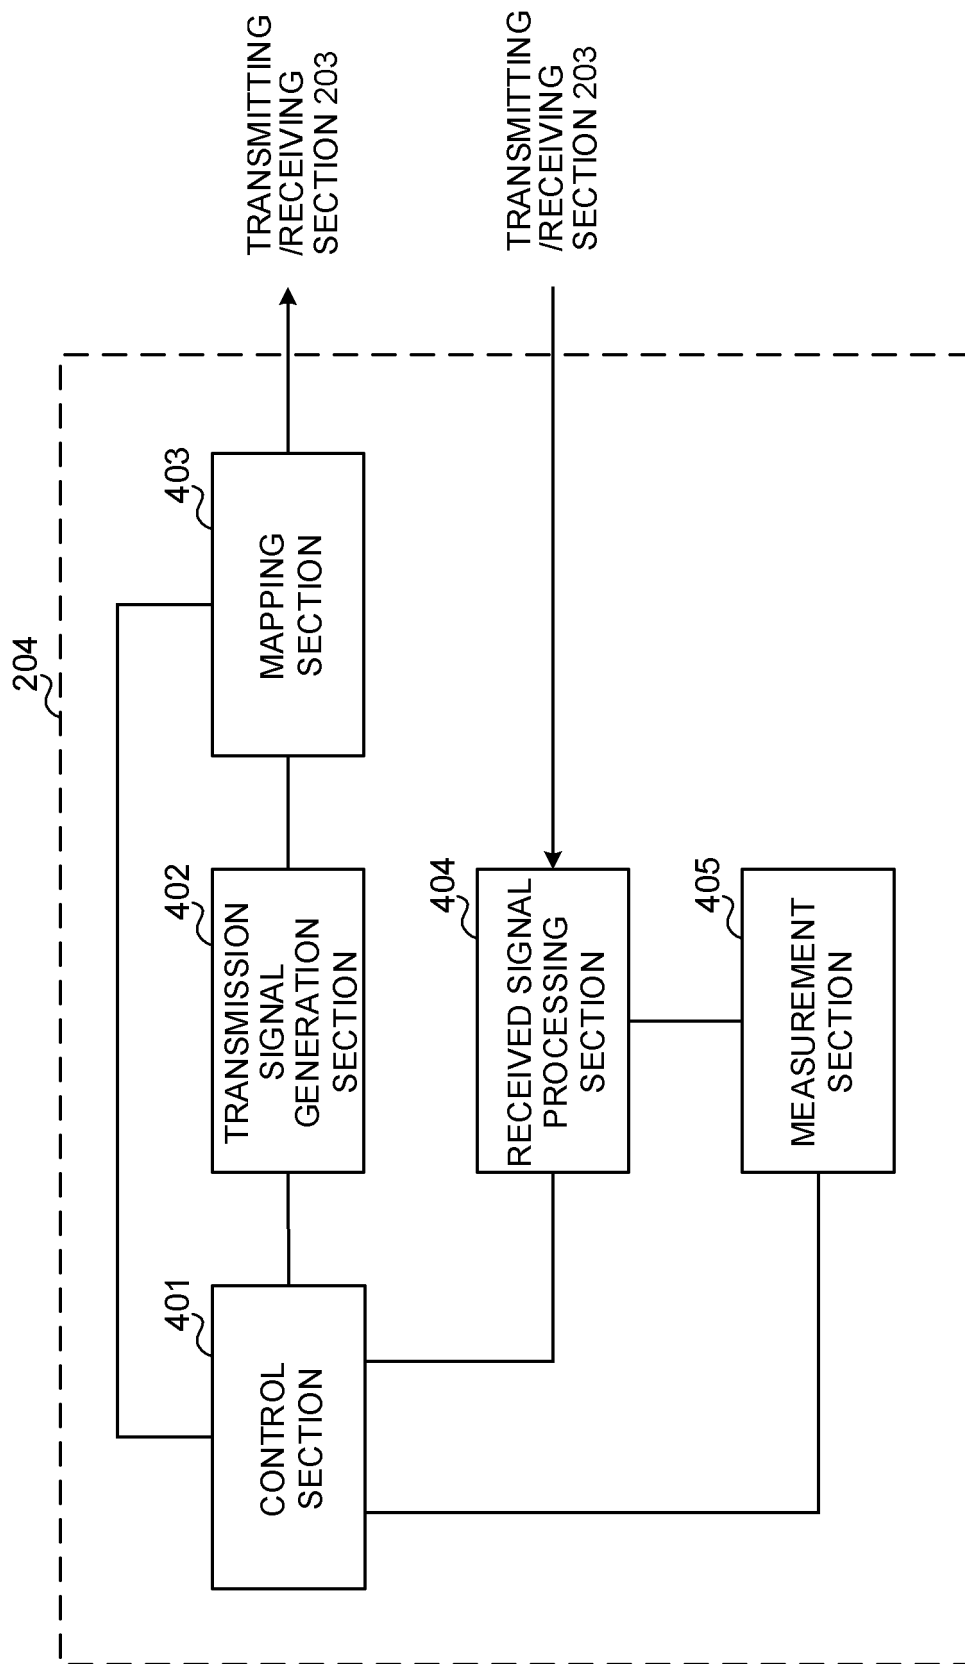 204
401
CONTROL
SECTION
402
TRANSMISSION
SIGNAL
GENERATION
SECTION
403
MAPPING
SECTION
TRANSMITTING
/RECEIVING
SECTION 203
404
RECEIVED SIGNAL
PROCESSING
SECTION
TRANSMITTING
/RECEIVING
SECTION 203
405
MEASUREMENT
SECTION